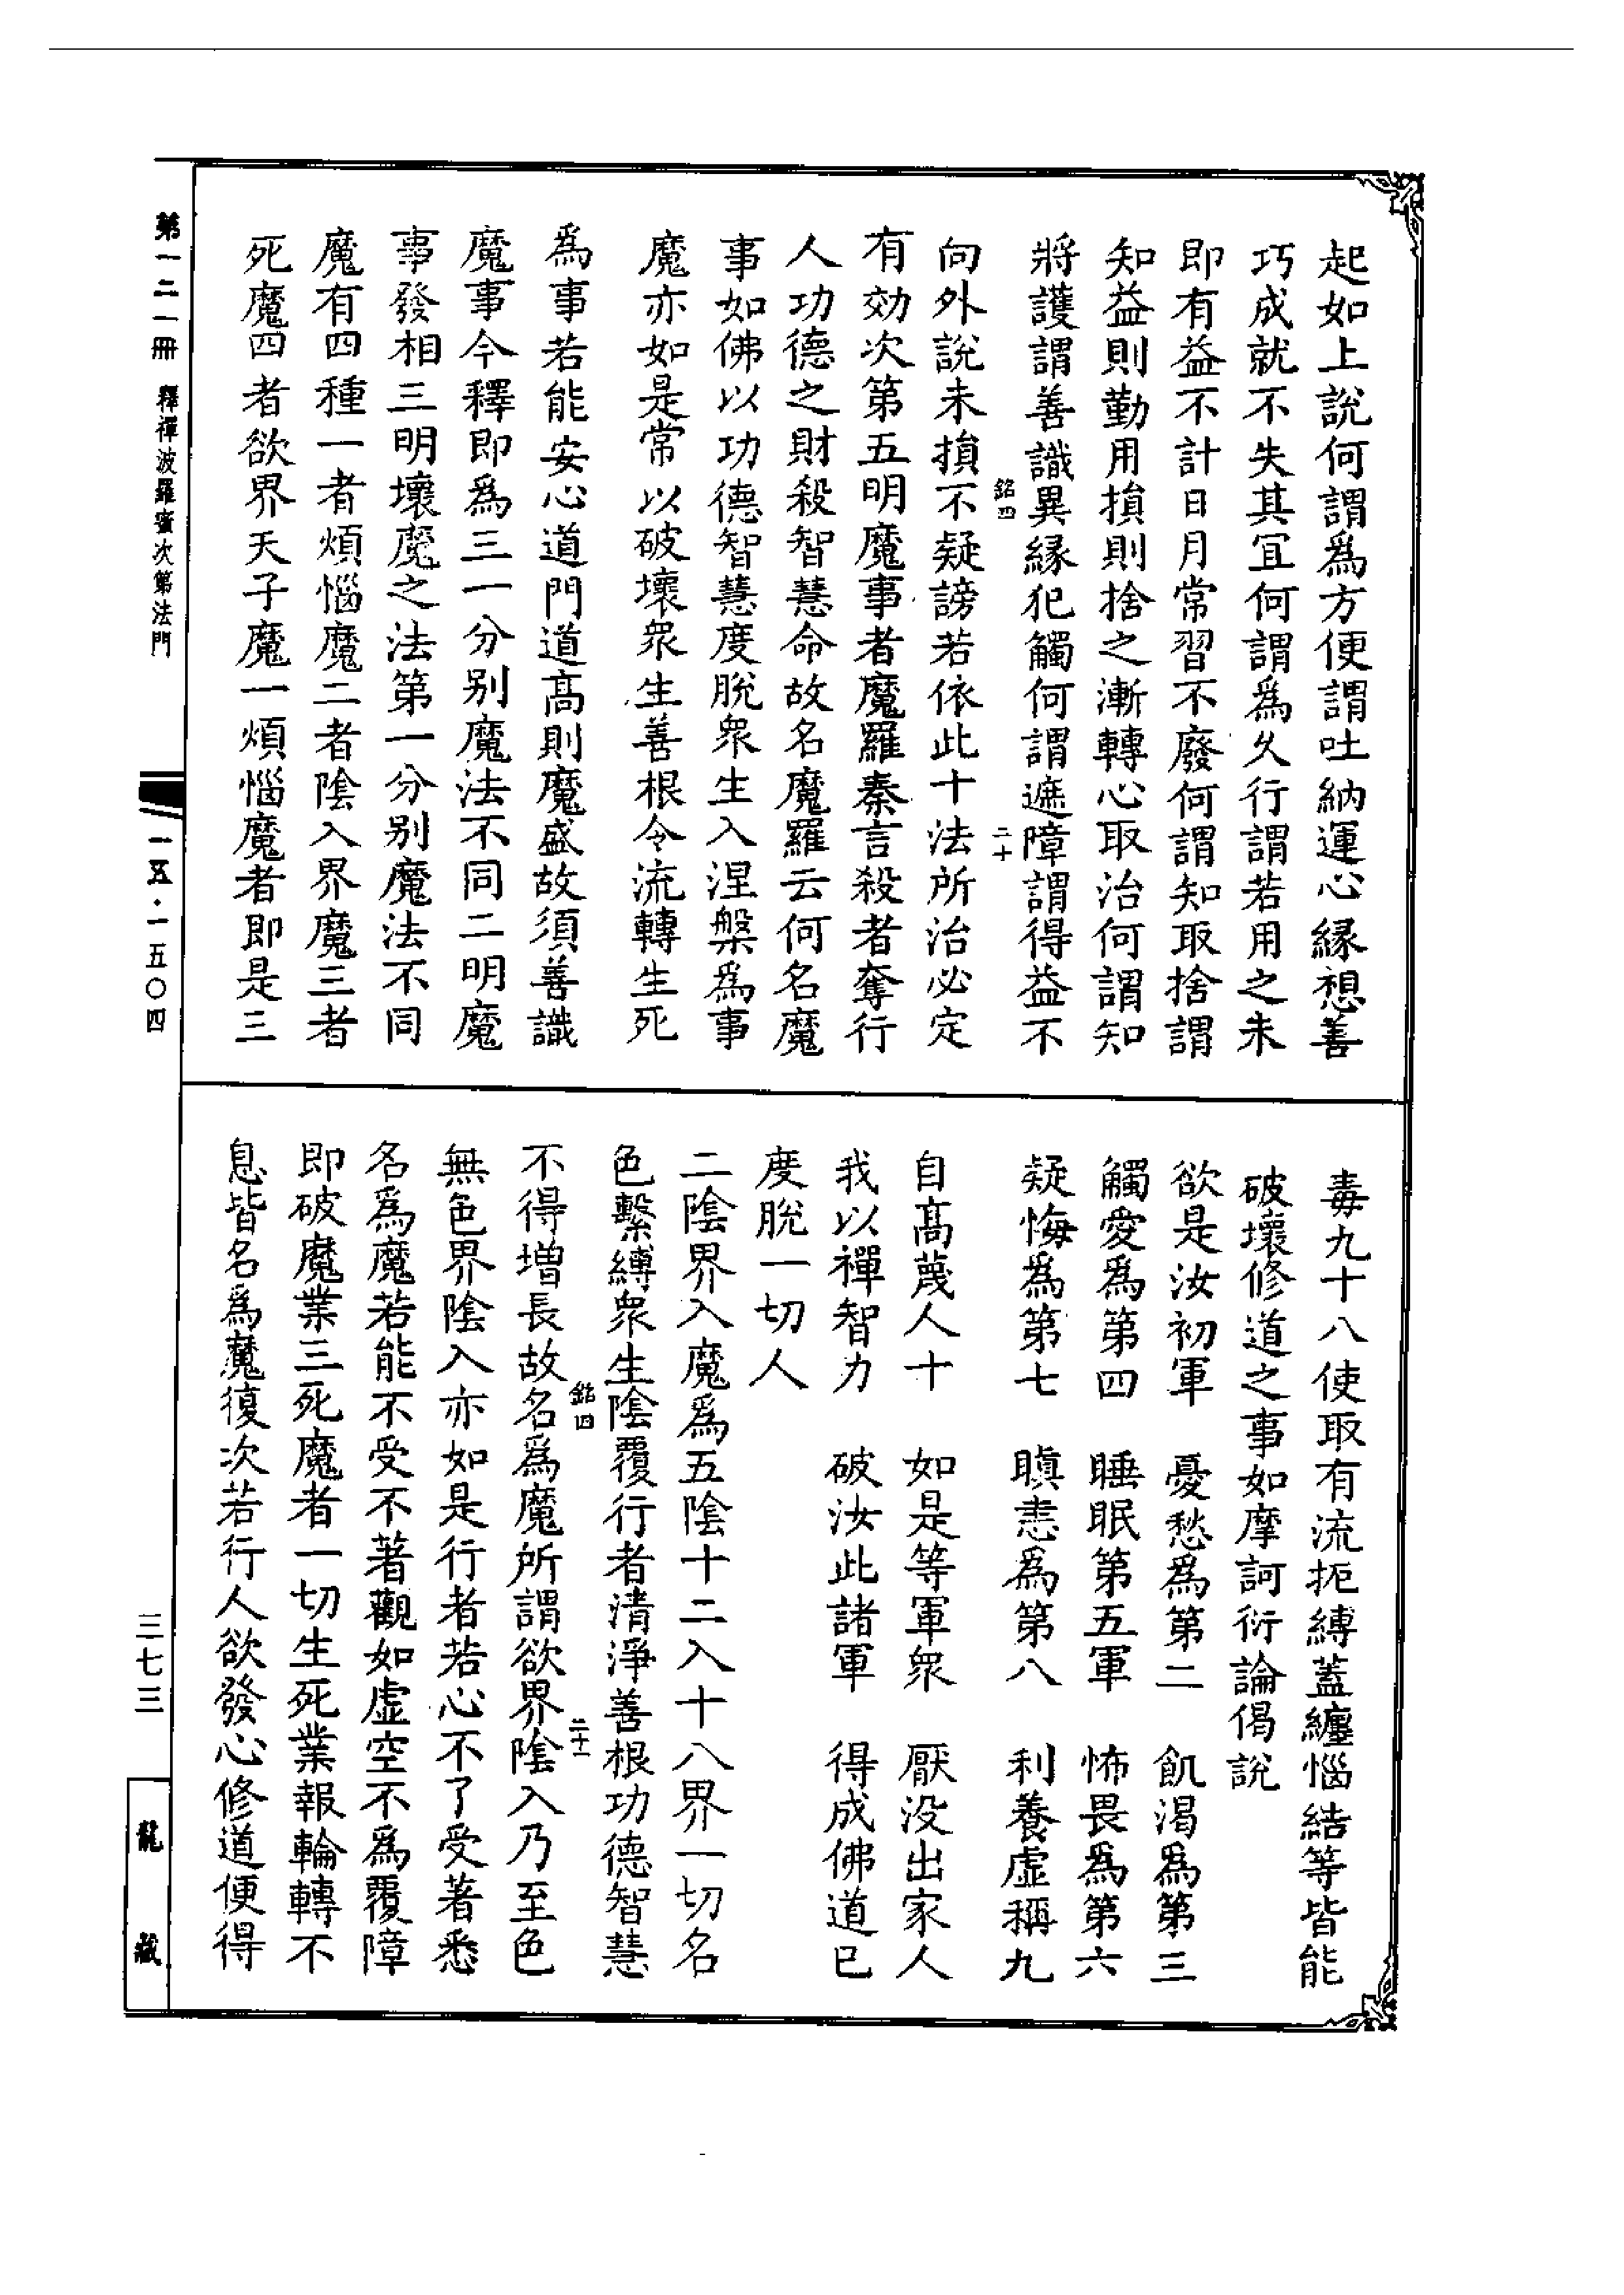 起如上説何謂爲方便謂吐納運心緣想善
巧成就不失其宜何謂爲久行謂若用之未
即有益不計日月常習不廢何謂知取捨謂
知益則勤用損則捨之漸轉心取治何謂知
將護謂善識異緣犯觸何謂遮障謂得益不
銘四
二十
向外説未損不疑謗若依此十法所治必定
有効次第五明魔事者魔羅秦言殺者奪行
人功德之財殺智慧命故名魔羅云何名魔
事如佛以功德智慧度脫衆生入涅槃爲事
魔亦如是常以破壞衆生善根令流轉生死
爲事若能安心道門道髙則魔盛故須善識
魔事今釋即爲三一分别魔法不同二明魔
事發相三明壞魔之法第一分别魔法不同
魔有四種一者煩惱魔二者陰入界魔三者
死魔四者欲界天子魔一煩惱魔者即是三
毒九十八使取有流扼縛蓋纏惱結等皆能
破壞修道之事如摩訶衍論偈説
欲是汝初軍　憂愁爲第二　飢渴爲第三
觸愛爲第四　睡眠第五軍　怖畏爲第六
疑悔爲第七　瞋恚爲第八　利養虛稱九
自髙蔑人十　如是等軍衆　厭没出家人
我以禪智力　破汝此諸軍　得成佛道已
度脫一切人
二陰界入魔爲五陰十二入十八界一切名
色繫縛衆生陰覆行者清淨善根功德智慧
銘四
二十一
不得增長故名爲魔所謂欲界陰入乃至色
無色界陰入亦如是行者若心不了受著悉
名爲魔若能不受不著觀如虛空不爲覆障
即破魔業三死魔者一切生死業報輪轉不
息皆名爲魔復次若行人欲發心修道便得
第一二一冊　釋禪波羅蜜次第法門
一五·一五〇四
三七三
龍藏